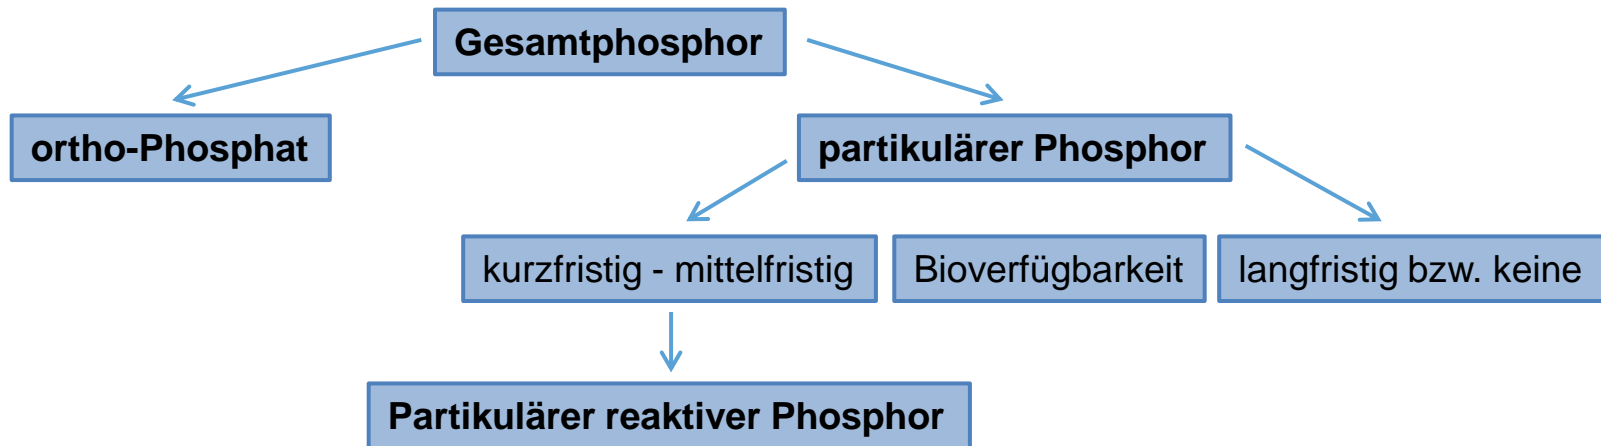 Gesamtphosphor
ortho-Phosphat
partikulärer Phosphor
kurzfristig - mittelfristig
Bioverfügbarkeit
langfristig bzw. keine
Partikulärer reaktiver Phosphor